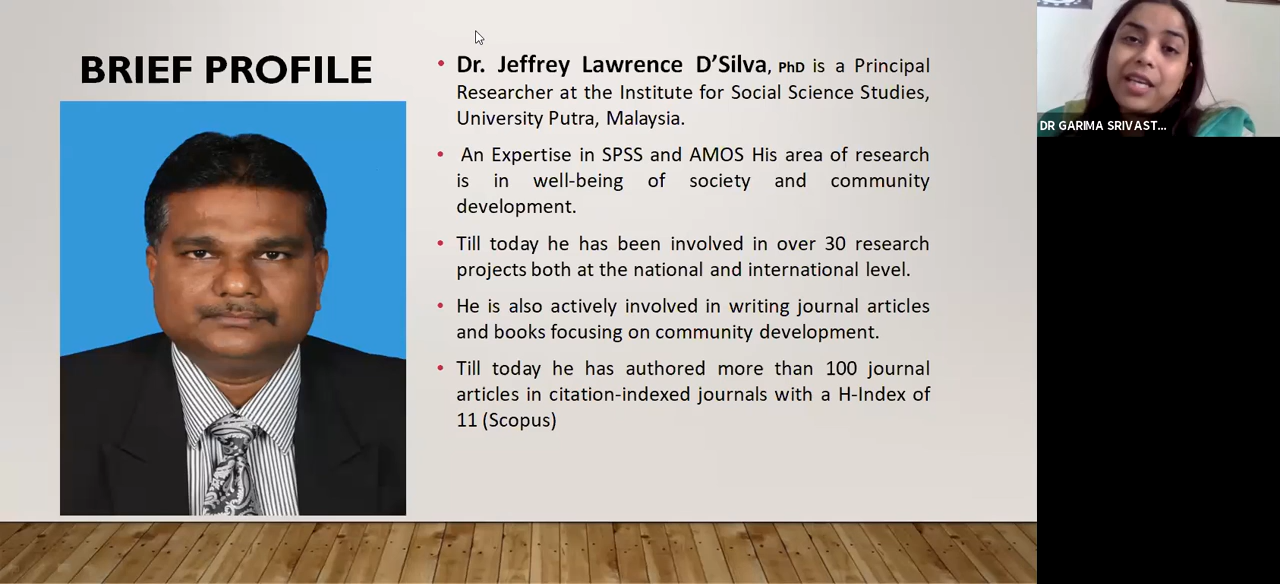 BRIEF PROFILE
• Dr. Jeffrey Lawrence D’Silva, PhD is a Principal
Researcher at the Institute for Social Science Studies,
University Putra, Malaysia.
• An Expertise in SPSS and AMOS His area of research
is in well-being of society and community
development.
• Till today he has been involved in over 30 research
projects both at the national and international level.
• He is also actively involved in writing journal articles
and books focusing on community development.
• Till today he has authored more than 100 journal
articles in citation-indexed journals with a H-Index of
11 (Scopus)
DR GARIMA SRIVAST...